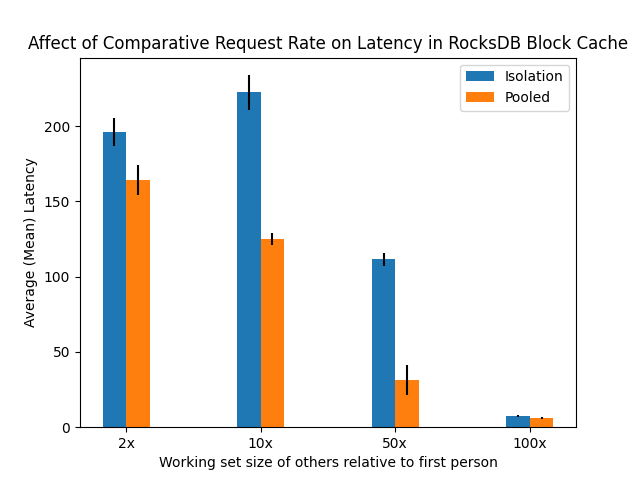 Affect of Comparative Request Rate on Latency in RocksDB Block Cache
Isolation
Pooled
Average (Mean) Latency
200
150
100
50
0
2x
10x
50x
100x
Working set size of others relative to first person